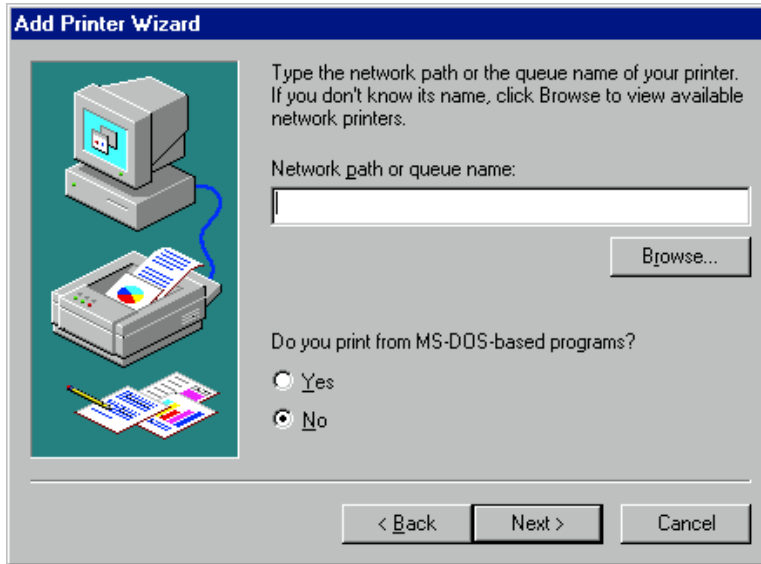 Add Printer Wizard
Type the network path or the queue name of your printer.
If you don't know its name, click Browse to view available
network printers.
Network path or queue name:
Browse...
Do you print from MS-DOS-based programs?
Yes
No
< Back
Next >
Cancel